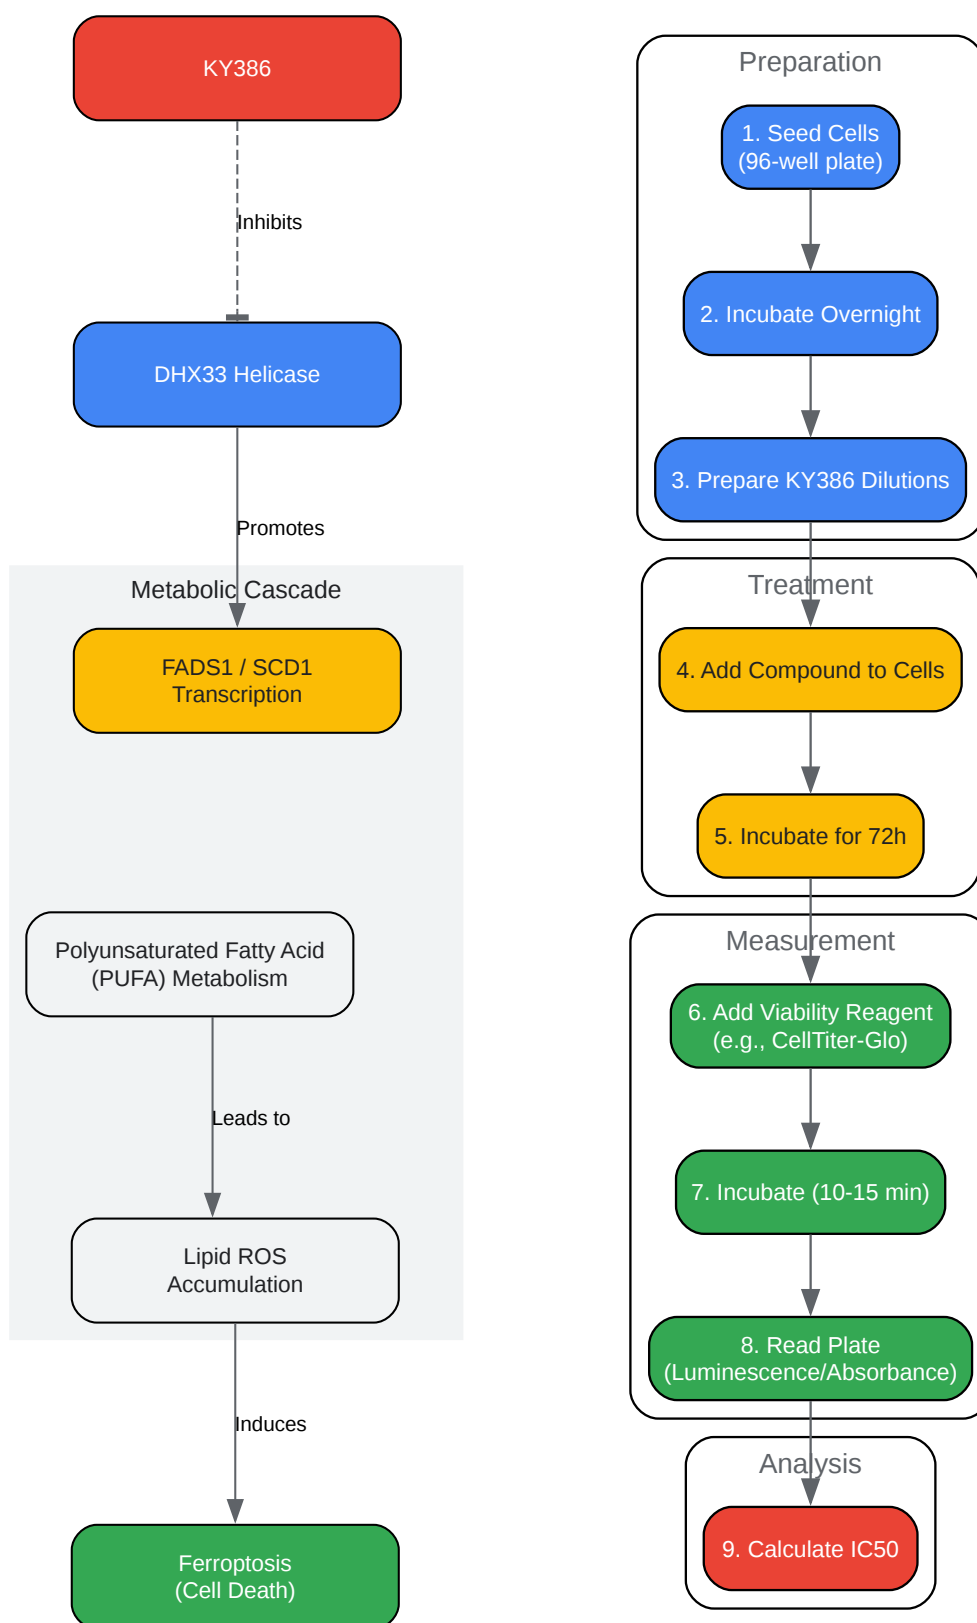 KY386
Inhibits
DHX33 Helicase
Promotes
Metabolic Cascade
FADS1 / SCD1
Transcription
Polyunsaturated Fatty Acid
(PUFA) Metabolism
Leads to
Lipid ROS
Accumulation
Induces
Ferroptosis
(Cell Death)
Preparation
1. Seed Cells
(96-well plate)
2. Incubate Overnight
3. Prepare KY386 Dilutions
Treatment
4. Add Compound to Cells
5. Incubate for 72h
Measurement
6. Add Viability Reagent
(e.g., CellTiter-Glo)
7. Incubate (10-15 min)
8. Read Plate
(Luminescence/Absorbance)
Analysis
9. Calculate IC50